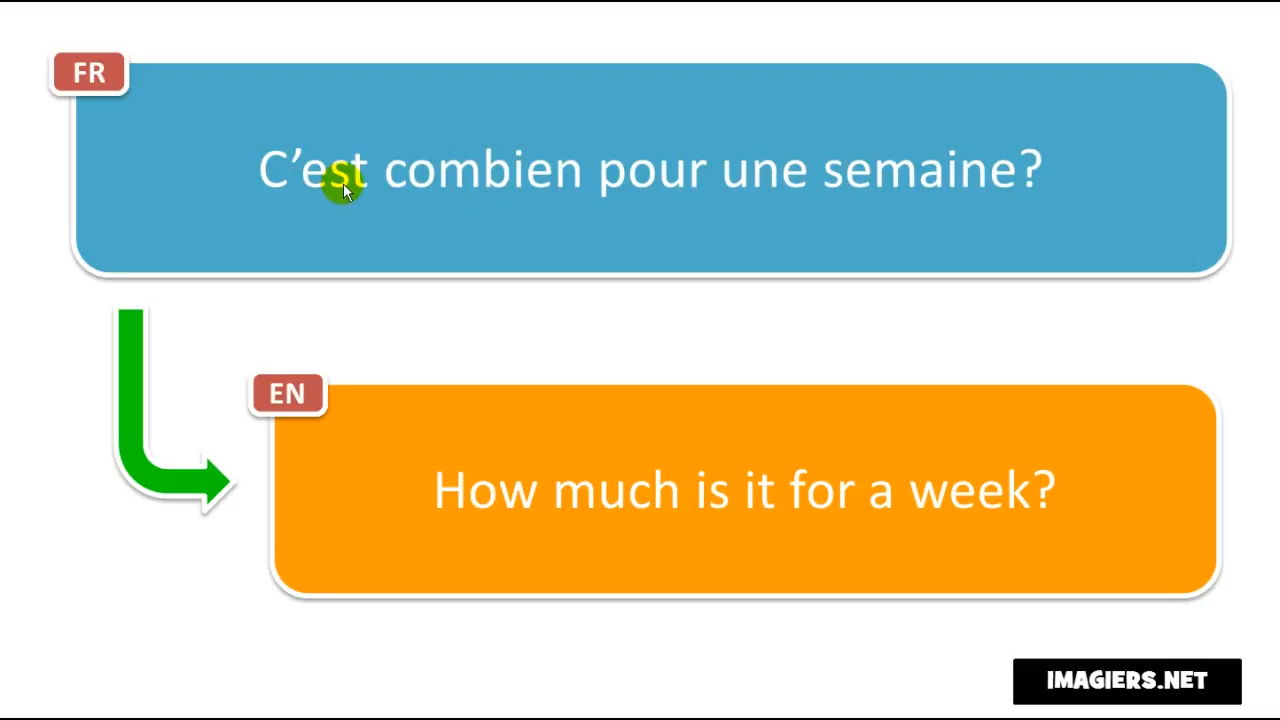 FR
C’est combien pour une semaine?
EN
How much is it for a week?
IMAGIERS.NET